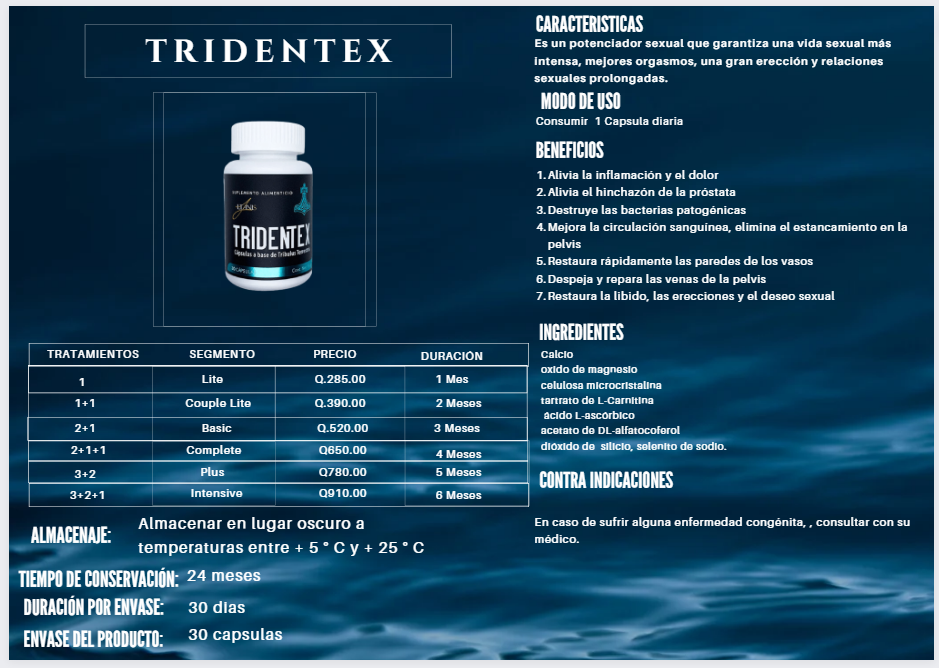 TRIDENTEX
SUPLEMENTO ALIMENTICIO
TRIDENTEX
Cápsulas a base de Tribulus
30 CAPS
TRATAMIENTOS SEGMENTO PRECIO DURACIÓN
1 Lite Q.285.00 1 Mes
1+1 Couple Lite Q.390.00 2 Meses
2+1 Basic Q.520.00 3 Meses
2+1+1 Complete Q650.00 4 Meses
3+2 Plus Q780.00 5 Meses
3+2+1 Intensive Q910.00 6 Meses
ALMACENAJE: Almacenar en lugar oscuro a
temperaturas entre + 5 ° C y + 25 ° C
TIEMPO DE CONSERVACIÓN: 24 meses
DURACIÓN POR ENVASE: 30 dias
ENVASE DEL PRODUCTO: 30 capsulas
CARACTERISTICAS
Es un potenciador sexual que garantiza una vida sexual más
intensa, mejores orgasmos, una gran erección y relaciones
sexuales prolongadas.
MODO DE USO
Consumir 1 Capsula diaria
BENEFICIOS
1. Alivia la inflamación y el dolor
2. Alivia el hinchazón de la próstata
3. Destruye las bacterias patogénicas
4. Mejora la circulación sanguínea, elimina el estancamiento en la
pelvis
5. Restaura rápidamente las paredes de los vasos
6. Despeja y repara las venas de la pelvis
7. Restaura la libido, las erecciones y el deseo sexual
INGREDIENTES
Calcio
oxido de magnesio
celulosa microcristalina
tartrato de L-Carnitina
ácido L-ascórbico
acetato de DL-alfatocoferol
dióxido de silicio, selenito de sodio.
CONTRA INDICACIONES
En caso de sufrir alguna enfermedad congénita, , consultar con su
médico.